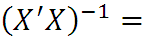 (X′X)⁻¹ =